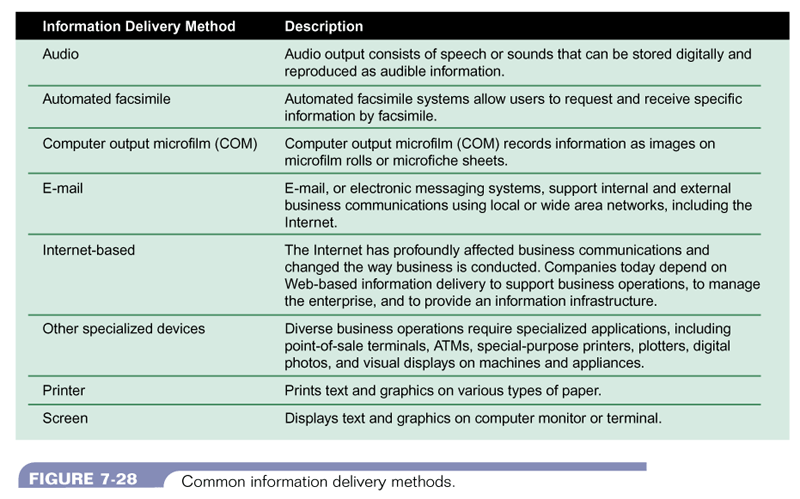 Information Delivery Method Description
Audio Audio output consists of speech or sounds that can be stored digitally and
reproduced as audible information.
Automated facsimile Automated facsimile systems allow users to request and receive specific
information by facsimile.
Computer output microfilm (COM) Computer output microfilm (COM) records information as images on
microfilm rolls or microfiche sheets.
E-mail E-mail, or electronic messaging systems, support internal and external
business communications using local or wide area networks, including the
Internet.
Internet-based The Internet has profoundly affected business communications and
changed the way business is conducted. Companies today depend on
Web-based information delivery to support business operations, to manage
the enterprise, and to provide an information infrastructure.
Other specialized devices Diverse business operations require specialized applications, including
point-of-sale terminals, ATMs, special-purpose printers, plotters, digital
photos, and visual displays on machines and appliances.
Printer Prints text and graphics on various types of paper.
Screen Displays text and graphics on computer monitor or terminal.
FIGURE 7-28 Common information delivery methods.